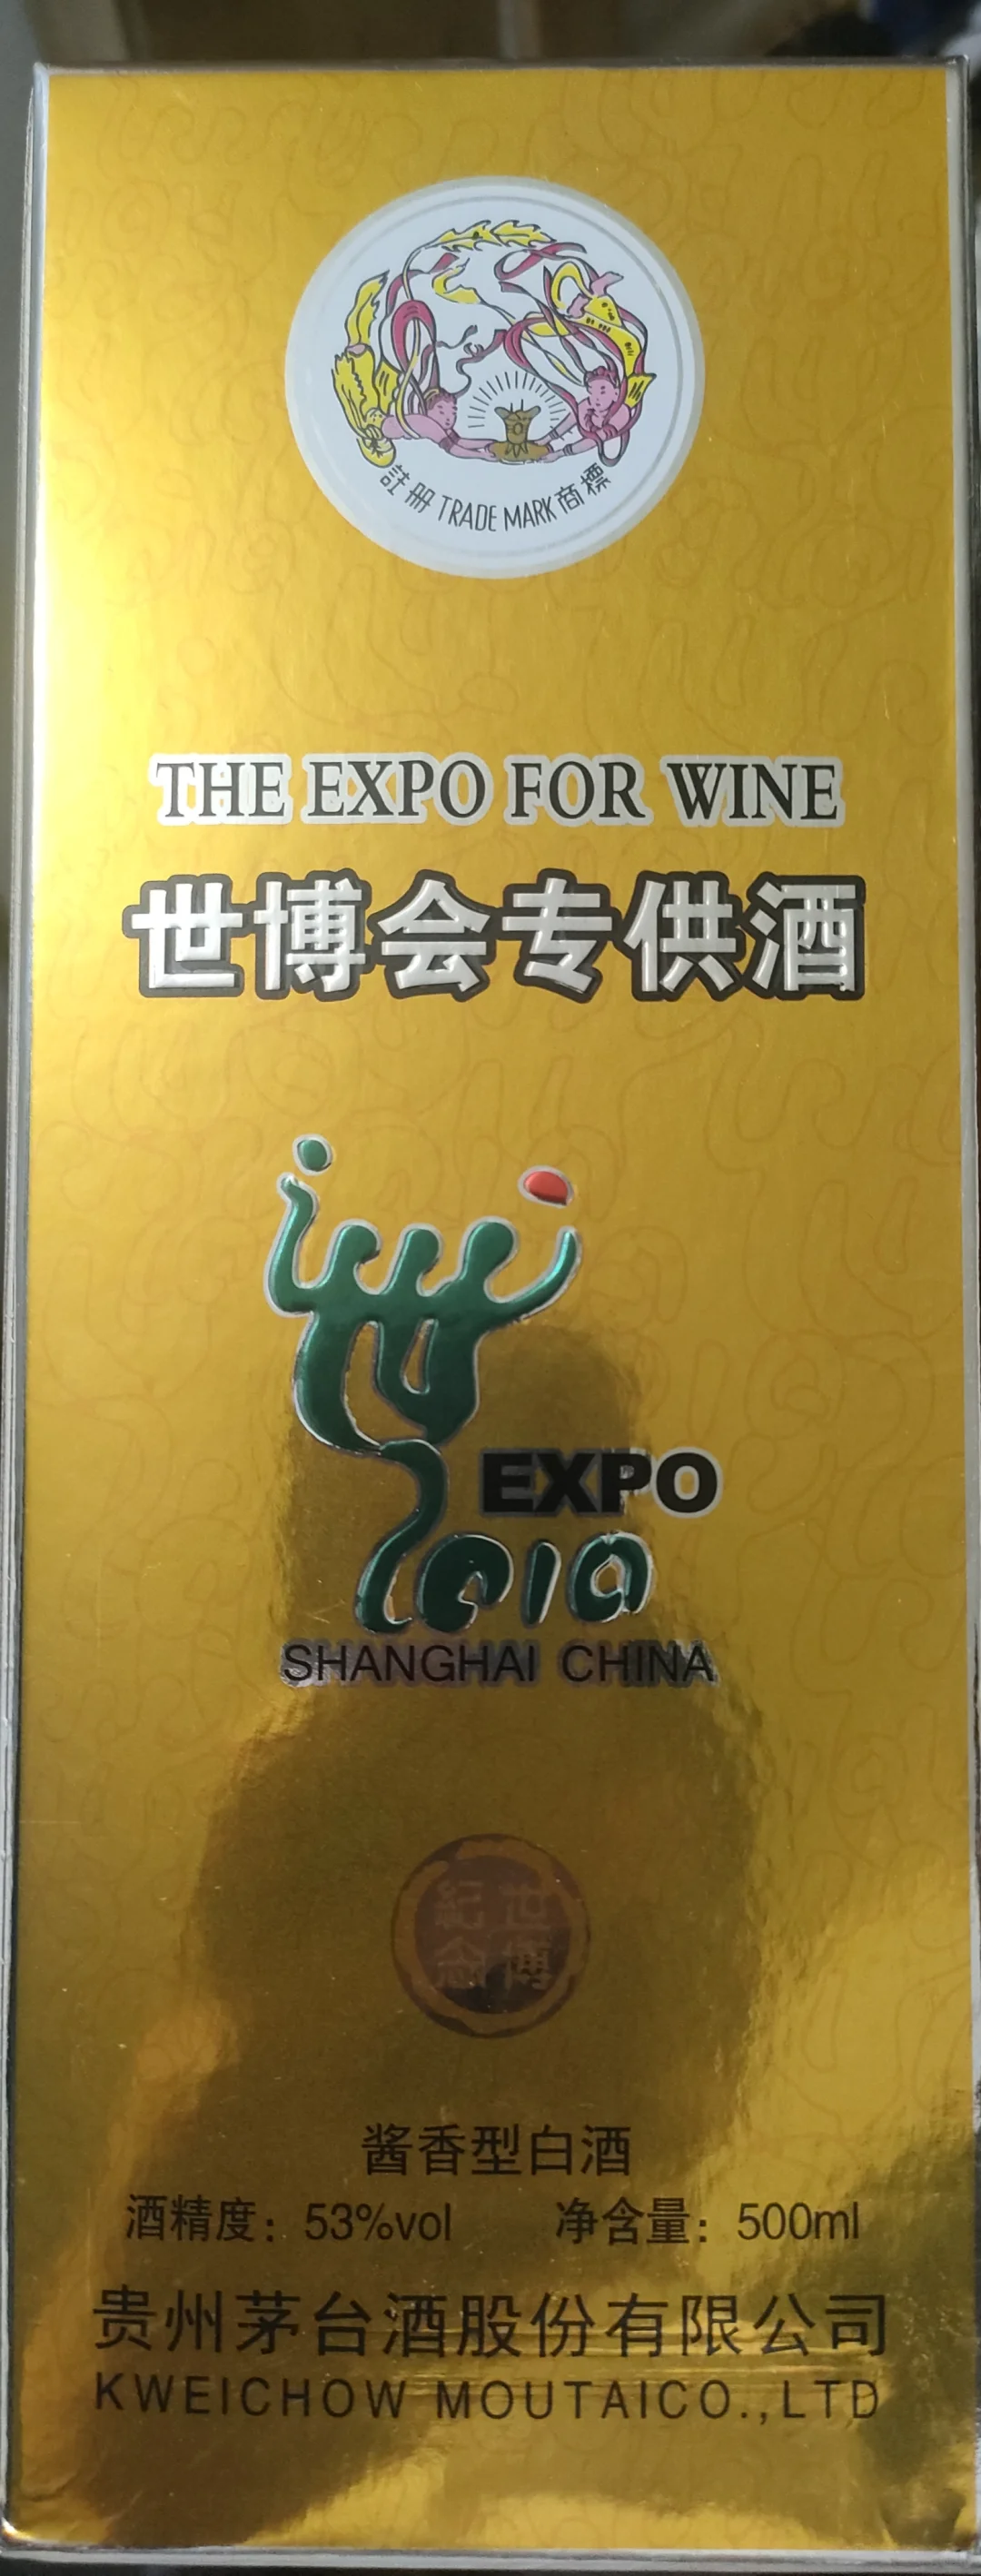 註冊 TRADE MARK 商標
THE EXPO FOR WINE
世博会专供酒
EXPO
2010
SHANGHAI CHINA
世博
紀念
酱香型白酒
酒精度：53%vol 净含量：500ml
贵州茅台酒股份有限公司
KWEICHOW MOUTAICO.,LTD